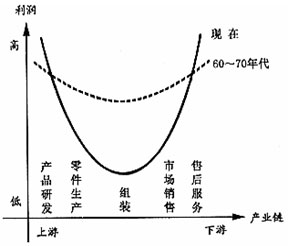 利润
高
现在
60～70年代
产品研发
零件生产
组装
市场销售
售后服务
低
产业链
上游
下游